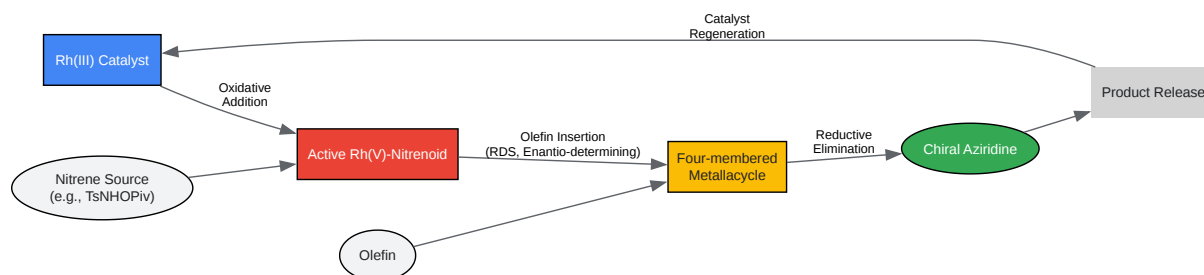 Catalyst
Regeneration
Rh(III) Catalyst
Oxidative
Addition
Product Release
Nitrene Source
(e.g., TsNHOPiv)
Active Rh(V)-Nitrenoid
Olefin Insertion
(RDS, Enantio-determining)
Four-membered
Metallacycle
Reductive
Elimination
Chiral Aziridine
Olefin